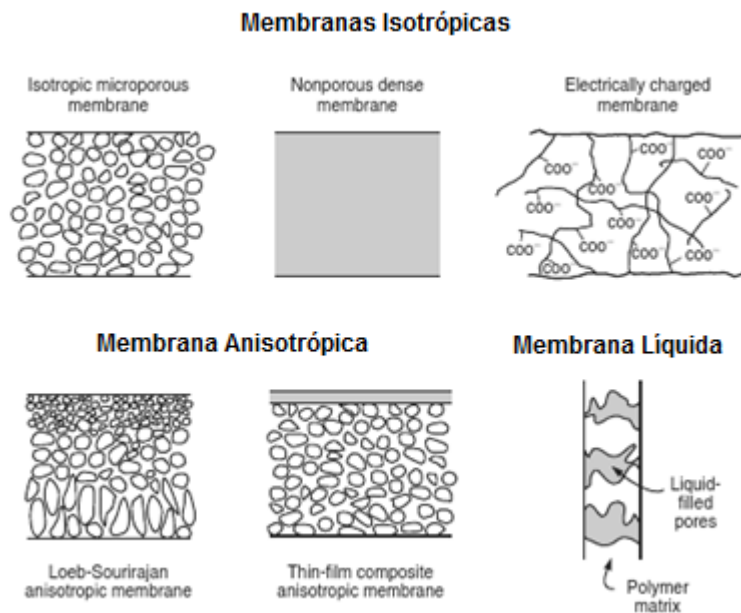 Membranas Isotrópicas
Isotropic microporous
membrane
Nonporous dense
membrane
Electrically charged
membrane
COO⁻
COO⁻
COO⁻
COO⁻
COO⁻
COO⁻
COO⁻
COO⁻
COO⁻
COO⁻
COO⁻
COO⁻
Membrana Anisotrópica
Membrana Líquida
Liquid-
filled
pores
Loeb-Sourirajan
anisotropic membrane
Thin-film composite
anisotropic membrane
Polymer
matrix